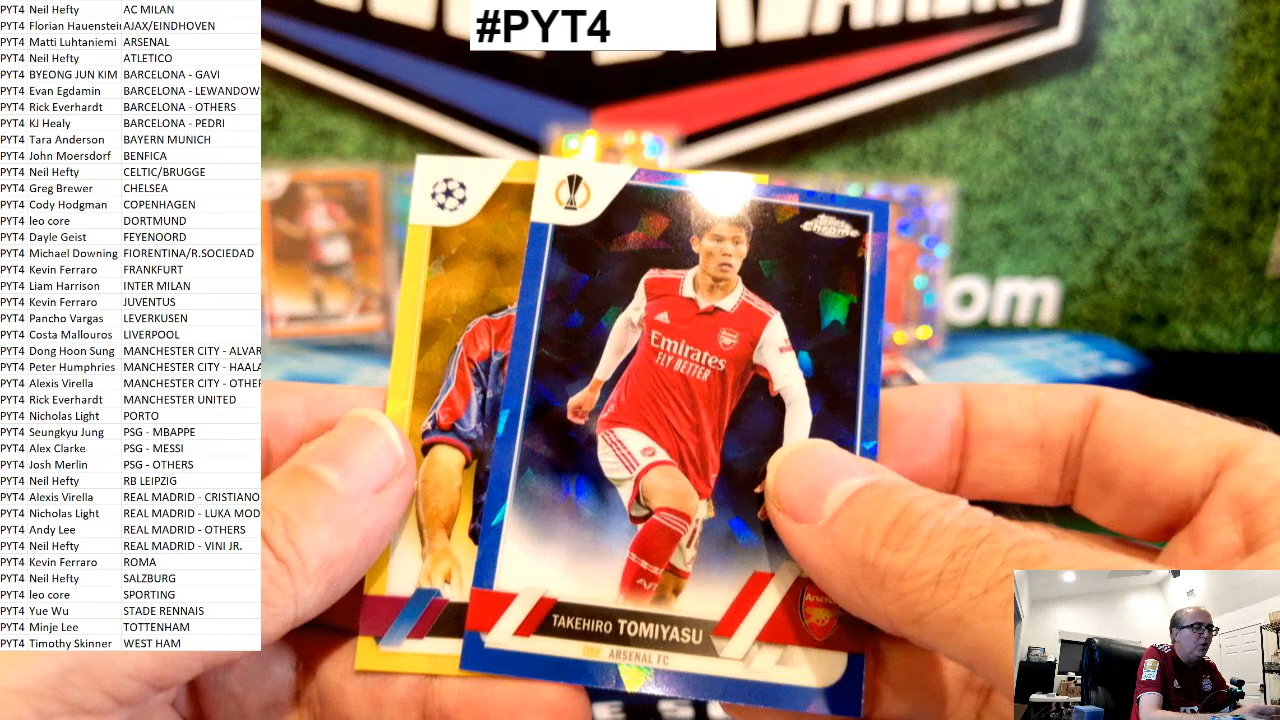 #PYT4
PYT4 Neil Hefty AC MILAN
PYT4 Florian Hauenstein AJAX/EINDHOVEN
PYT4 Matti Luhtaniemi ARSENAL
PYT4 Neil Hefty ATLETICO
PYT4 BYEONG JUN KIM BARCELONA - GAVI
PYT4 Evan Egdamin BARCELONA - LEWANDOW
PYT4 Rick Everhardt BARCELONA - OTHERS
PYT4 KJ Healy BARCELONA - PEDRI
PYT4 Tara Anderson BAYERN MUNICH
PYT4 John Moersdorf BENFICA
PYT4 Neil Hefty CELTIC/BRUGGE
PYT4 Greg Brewer CHELSEA
PYT4 Cody Hodgson COPENHAGEN
PYT4 leo core DORTMUND
PYT4 Dayle Geist FEYENOORD
PYT4 Michael Downing FIORENTINA/R.SOCIEDAD
PYT4 Kevin Ferraro FRANKFURT
PYT4 Liam Harrison INTER MILAN
PYT4 Kevin Ferraro JUVENTUS
PYT4 Pancho Vargas LEVERKUSEN
PYT4 Costa Mallouros LIVERPOOL
PYT4 Dong Hoon Sung MANCHESTER CITY - ALVAR
PYT4 Peter Humphries MANCHESTER CITY - HAALA
PYT4 Alexis Virella MANCHESTER CITY - OTHER
PYT4 Rick Everhardt MANCHESTER UNITED
PYT4 Nicholas Light PORTO
PYT4 Seungkyu Jung PSG - MBAPPE
PYT4 Alex Clarke PSG - MESSI
PYT4 Josh Merlin PSG - OTHERS
PYT4 Neil Hefty RB LEIPZIG
PYT4 Alexis Virella REAL MADRID - CRISTIANO
PYT4 Nicholas Light REAL MADRID - LUKA MOD
PYT4 Andy Lee REAL MADRID - OTHERS
PYT4 Neil Hefty REAL MADRID - VINI JR.
PYT4 Kevin Ferraro ROMA
PYT4 Neil Hefty SALZBURG
PYT4 leo core SPORTING
PYT4 Yue Wu STADE RENNAIS
PYT4 Minje Lee TOTTENHAM
PYT4 Timothy Skinner WEST HAM
Topps
Chrome
Emirates
FLY BETTER
Arsenal
TAKEHIRO TOMIYASU
DEF ARSENAL FC
om